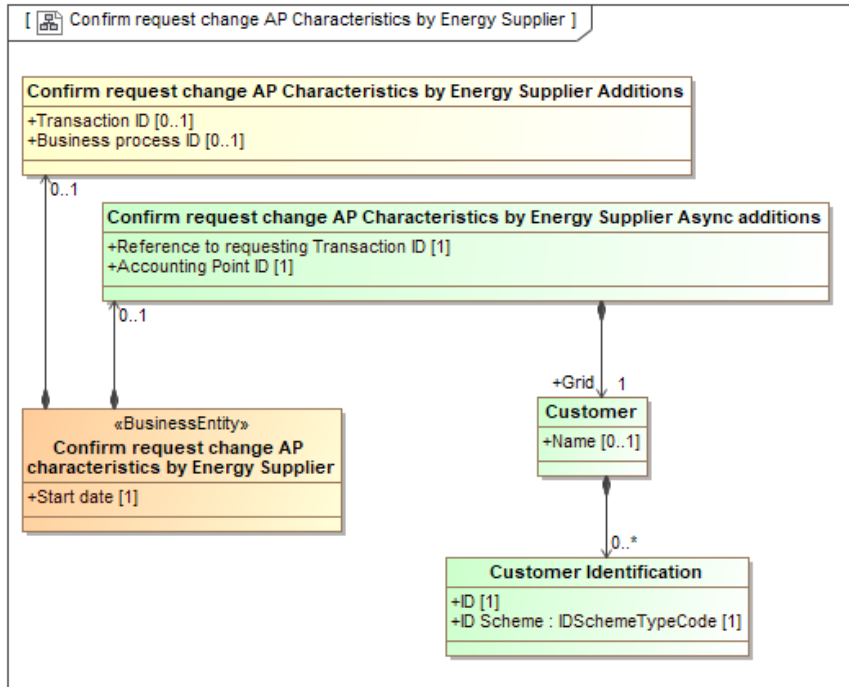 [ Confirm request change AP Characteristics by Energy Supplier ]
Confirm request change AP Characteristics by Energy Supplier Additions
+Transaction ID [0..1]
+Business process ID [0..1]
0..1
Confirm request change AP Characteristics by Energy Supplier Async additions
+Reference to requesting Transaction ID [1]
+Accounting Point ID [1]
0..1
+Grid 1
Customer
+Name [0..1]
«BusinessEntity»
Confirm request change AP
characteristics by Energy Supplier
+Start date [1]
0..*
Customer Identification
+ID [1]
+ID Scheme : IDSchemeTypeCode [1]